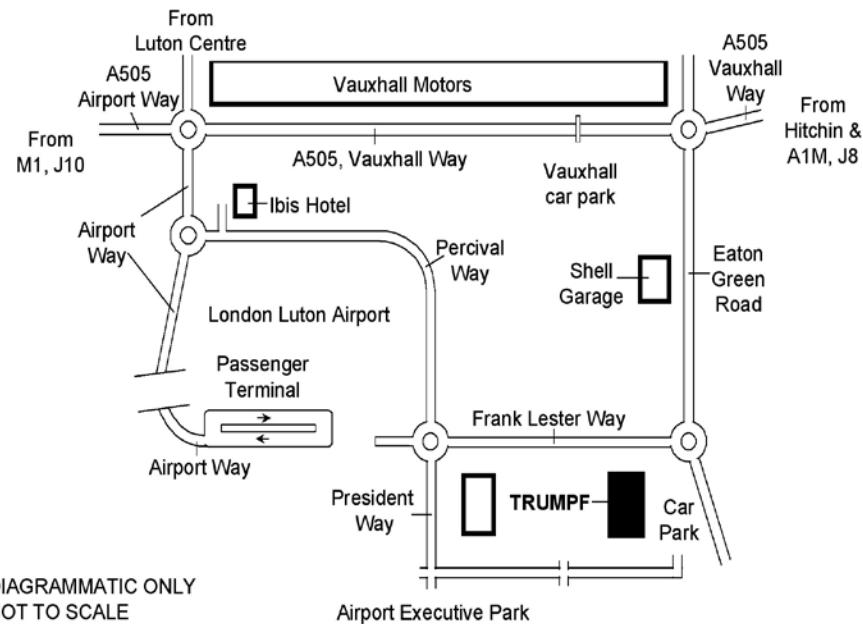 From
Luton Centre
A505
Airport Way
Vauxhall Motors
A505
Vauxhall
Way
From
M1, J10
From
Hitchin &
A1M, J8
A505, Vauxhall Way
Vauxhall
car park
Ibis Hotel
Airport
Way
Percival
Way
Shell
Garage
Eaton
Green
Road
London Luton Airport
Passenger
Terminal
Frank Lester Way
Airport Way
President
Way
TRUMPF
Car
Park
DIAGRAMMATIC ONLY
NOT TO SCALE
Airport Executive Park